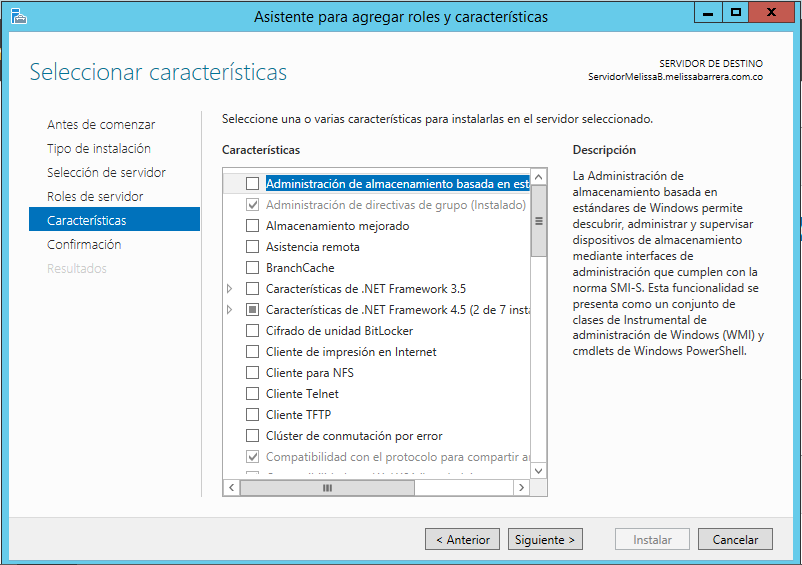 Asistente para agregar roles y características
Seleccionar características
SERVIDOR DE DESTINO
ServidorMelissaB.melissabarrera.com.co
Antes de comenzar
Tipo de instalación
Selección de servidor
Roles de servidor
Características
Confirmación
Resultados
Seleccione una o varias características para instalarlas en el servidor seleccionado.
Características
Administración de almacenamiento basada en est
Administración de directivas de grupo (Instalado)
Almacenamiento mejorado
Asistencia remota
BranchCache
Características de .NET Framework 3.5
Características de .NET Framework 4.5 (2 de 7 inst
Cifrado de unidad BitLocker
Cliente de impresión en Internet
Cliente para NFS
Cliente Telnet
Cliente TFTP
Clúster de conmutación por error
Compatibilidad con el protocolo para compartir ar
Descripción
La Administración de
almacenamiento basada en
estándares de Windows permite
descubrir, administrar y supervisar
dispositivos de almacenamiento
mediante interfaces de
administración que cumplen con la
norma SMI-S. Esta funcionalidad se
presenta como un conjunto de
clases de Instrumental de
administración de Windows (WMI) y
cmdlets de Windows PowerShell.
< Anterior
Siguiente >
Instalar
Cancelar